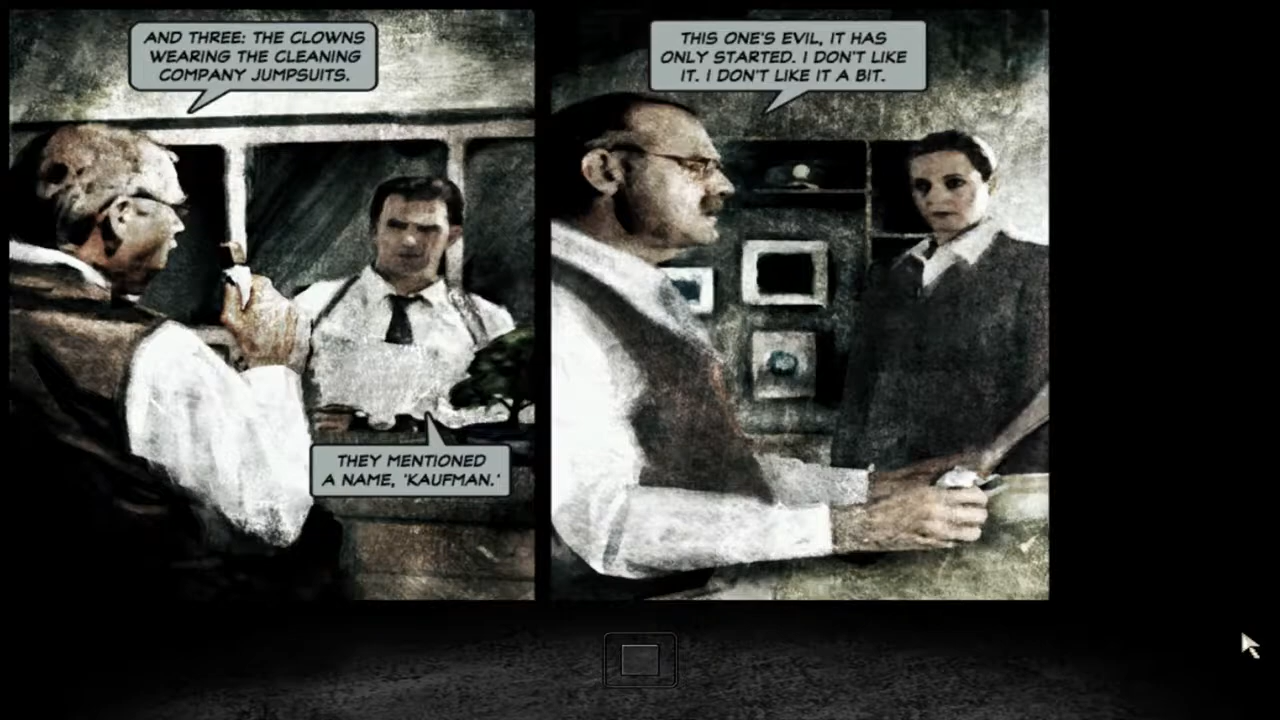 AND THREE: THE CLOWNS
WEARING THE CLEANING
COMPANY JUMPSUITS.
THEY MENTIONED
A NAME, 'KAUFMAN.'
THIS ONE'S EVIL, IT HAS
ONLY STARTED. I DON'T LIKE
IT. I DON'T LIKE IT A BIT.